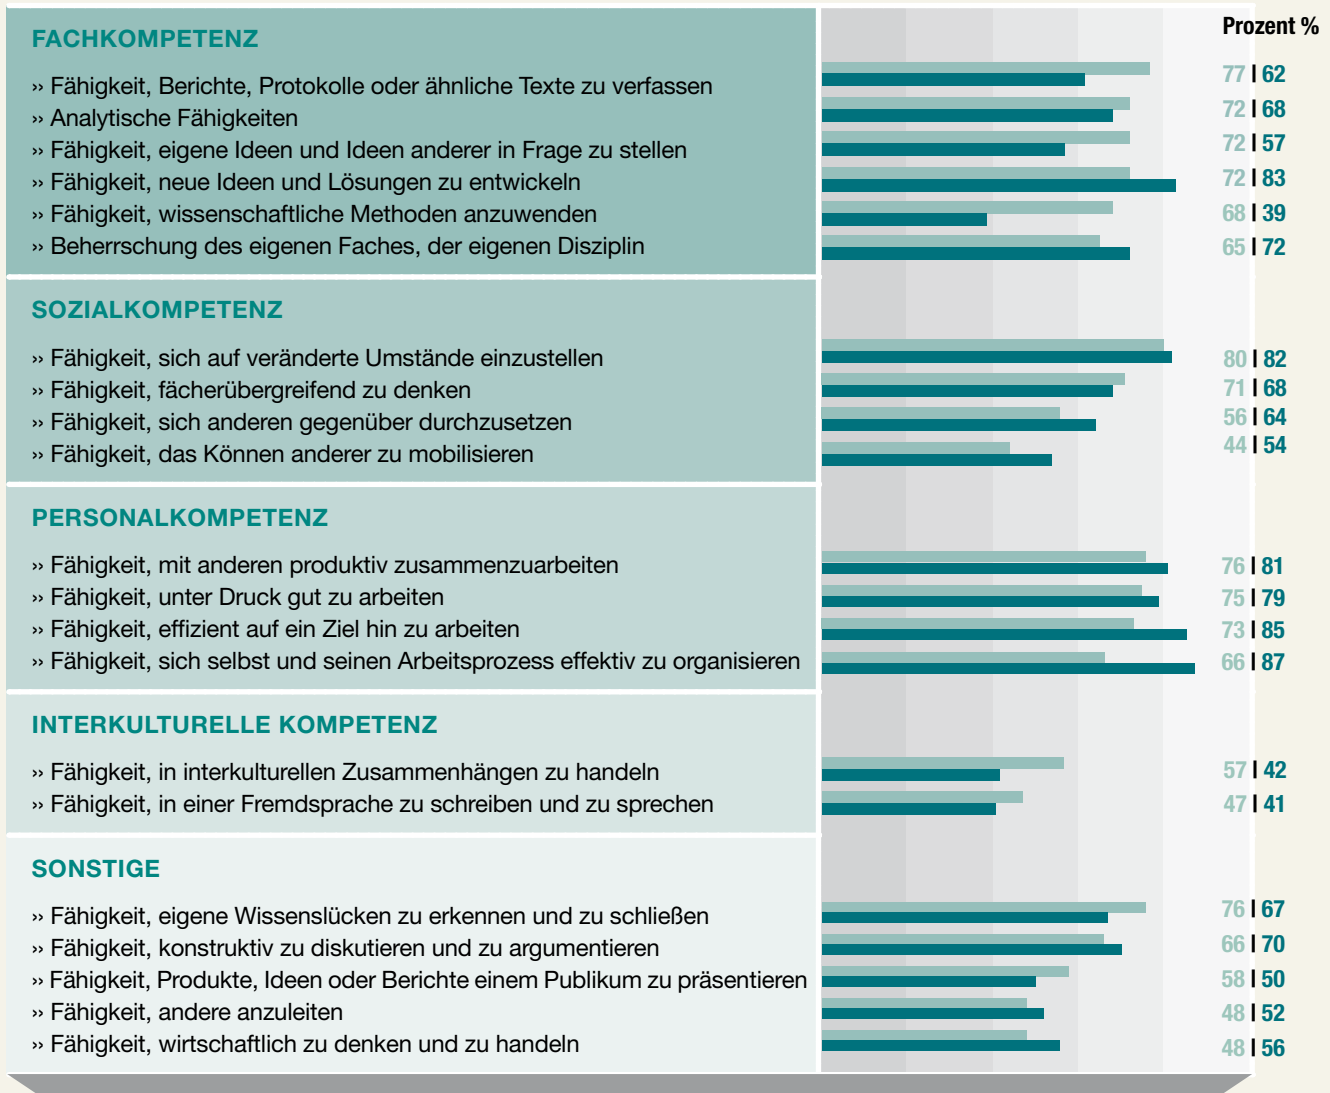 Prozent %
FACHKOMPETENZ
›› Fähigkeit, Berichte, Protokolle oder ähnliche Texte zu verfassen 77 | 62
›› Analytische Fähigkeiten 72 | 68
›› Fähigkeit, eigene Ideen und Ideen anderer in Frage zu stellen 72 | 57
›› Fähigkeit, neue Ideen und Lösungen zu entwickeln 72 | 83
›› Fähigkeit, wissenschaftliche Methoden anzuwenden 68 | 39
›› Beherrschung des eigenen Faches, der eigenen Disziplin 65 | 72
SOZIALKOMPETENZ
›› Fähigkeit, sich auf veränderte Umstände einzustellen 80 | 82
›› Fähigkeit, fächerübergreifend zu denken 71 | 68
›› Fähigkeit, sich anderen gegenüber durchzusetzen 56 | 64
›› Fähigkeit, das Können anderer zu mobilisieren 44 | 54
PERSONALKOMPETENZ
›› Fähigkeit, mit anderen produktiv zusammenzuarbeiten 76 | 81
›› Fähigkeit, unter Druck gut zu arbeiten 75 | 79
›› Fähigkeit, effizient auf ein Ziel hin zu arbeiten 73 | 85
›› Fähigkeit, sich selbst und seinen Arbeitsprozess effektiv zu organisieren 66 | 87
INTERKULTURELLE KOMPETENZ
›› Fähigkeit, in interkulturellen Zusammenhängen zu handeln 57 | 42
›› Fähigkeit, in einer Fremdsprache zu schreiben und zu sprechen 47 | 41
SONSTIGE
›› Fähigkeit, eigene Wissenslücken zu erkennen und zu schließen 76 | 67
›› Fähigkeit, konstruktiv zu diskutieren und zu argumentieren 66 | 70
›› Fähigkeit, Produkte, Ideen oder Berichte einem Publikum zu präsentieren 58 | 50
›› Fähigkeit, andere anzuleiten 48 | 52
›› Fähigkeit, wirtschaftlich zu denken und zu handeln 48 | 56